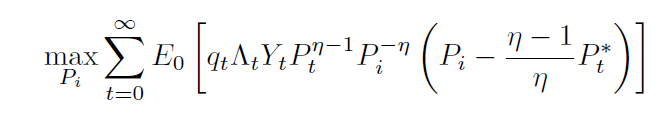 \max_{P_i} \sum_{t=0}^{\infty} E_0 \left[ q_t \Lambda_t Y_t P_t^{\eta-1} P_i^{-\eta} \left( P_i - \frac{\eta-1}{\eta} P_t^* \right) \right]